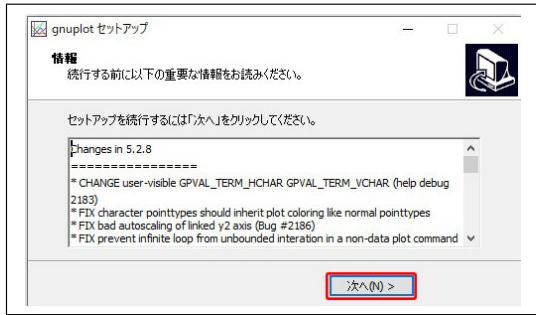 gnuplot セットアップ
情報
続行する前に以下の重要な情報をお読みください。
セットアップを続行するには「次へ」をクリックしてください。
Changes in 5.2.8
================
* CHANGE user-visible GPVAL_TERM_HCHAR GPVAL_TERM_VCHAR (help debug
2183)
* FIX character pointtypes should inherit plot coloring like normal pointtypes
* FIX bad autoscaling of linked y2 axis (Bug #2186)
* FIX prevent infinite loop from unbounded interation in a non-data plot command
次へ(N) >